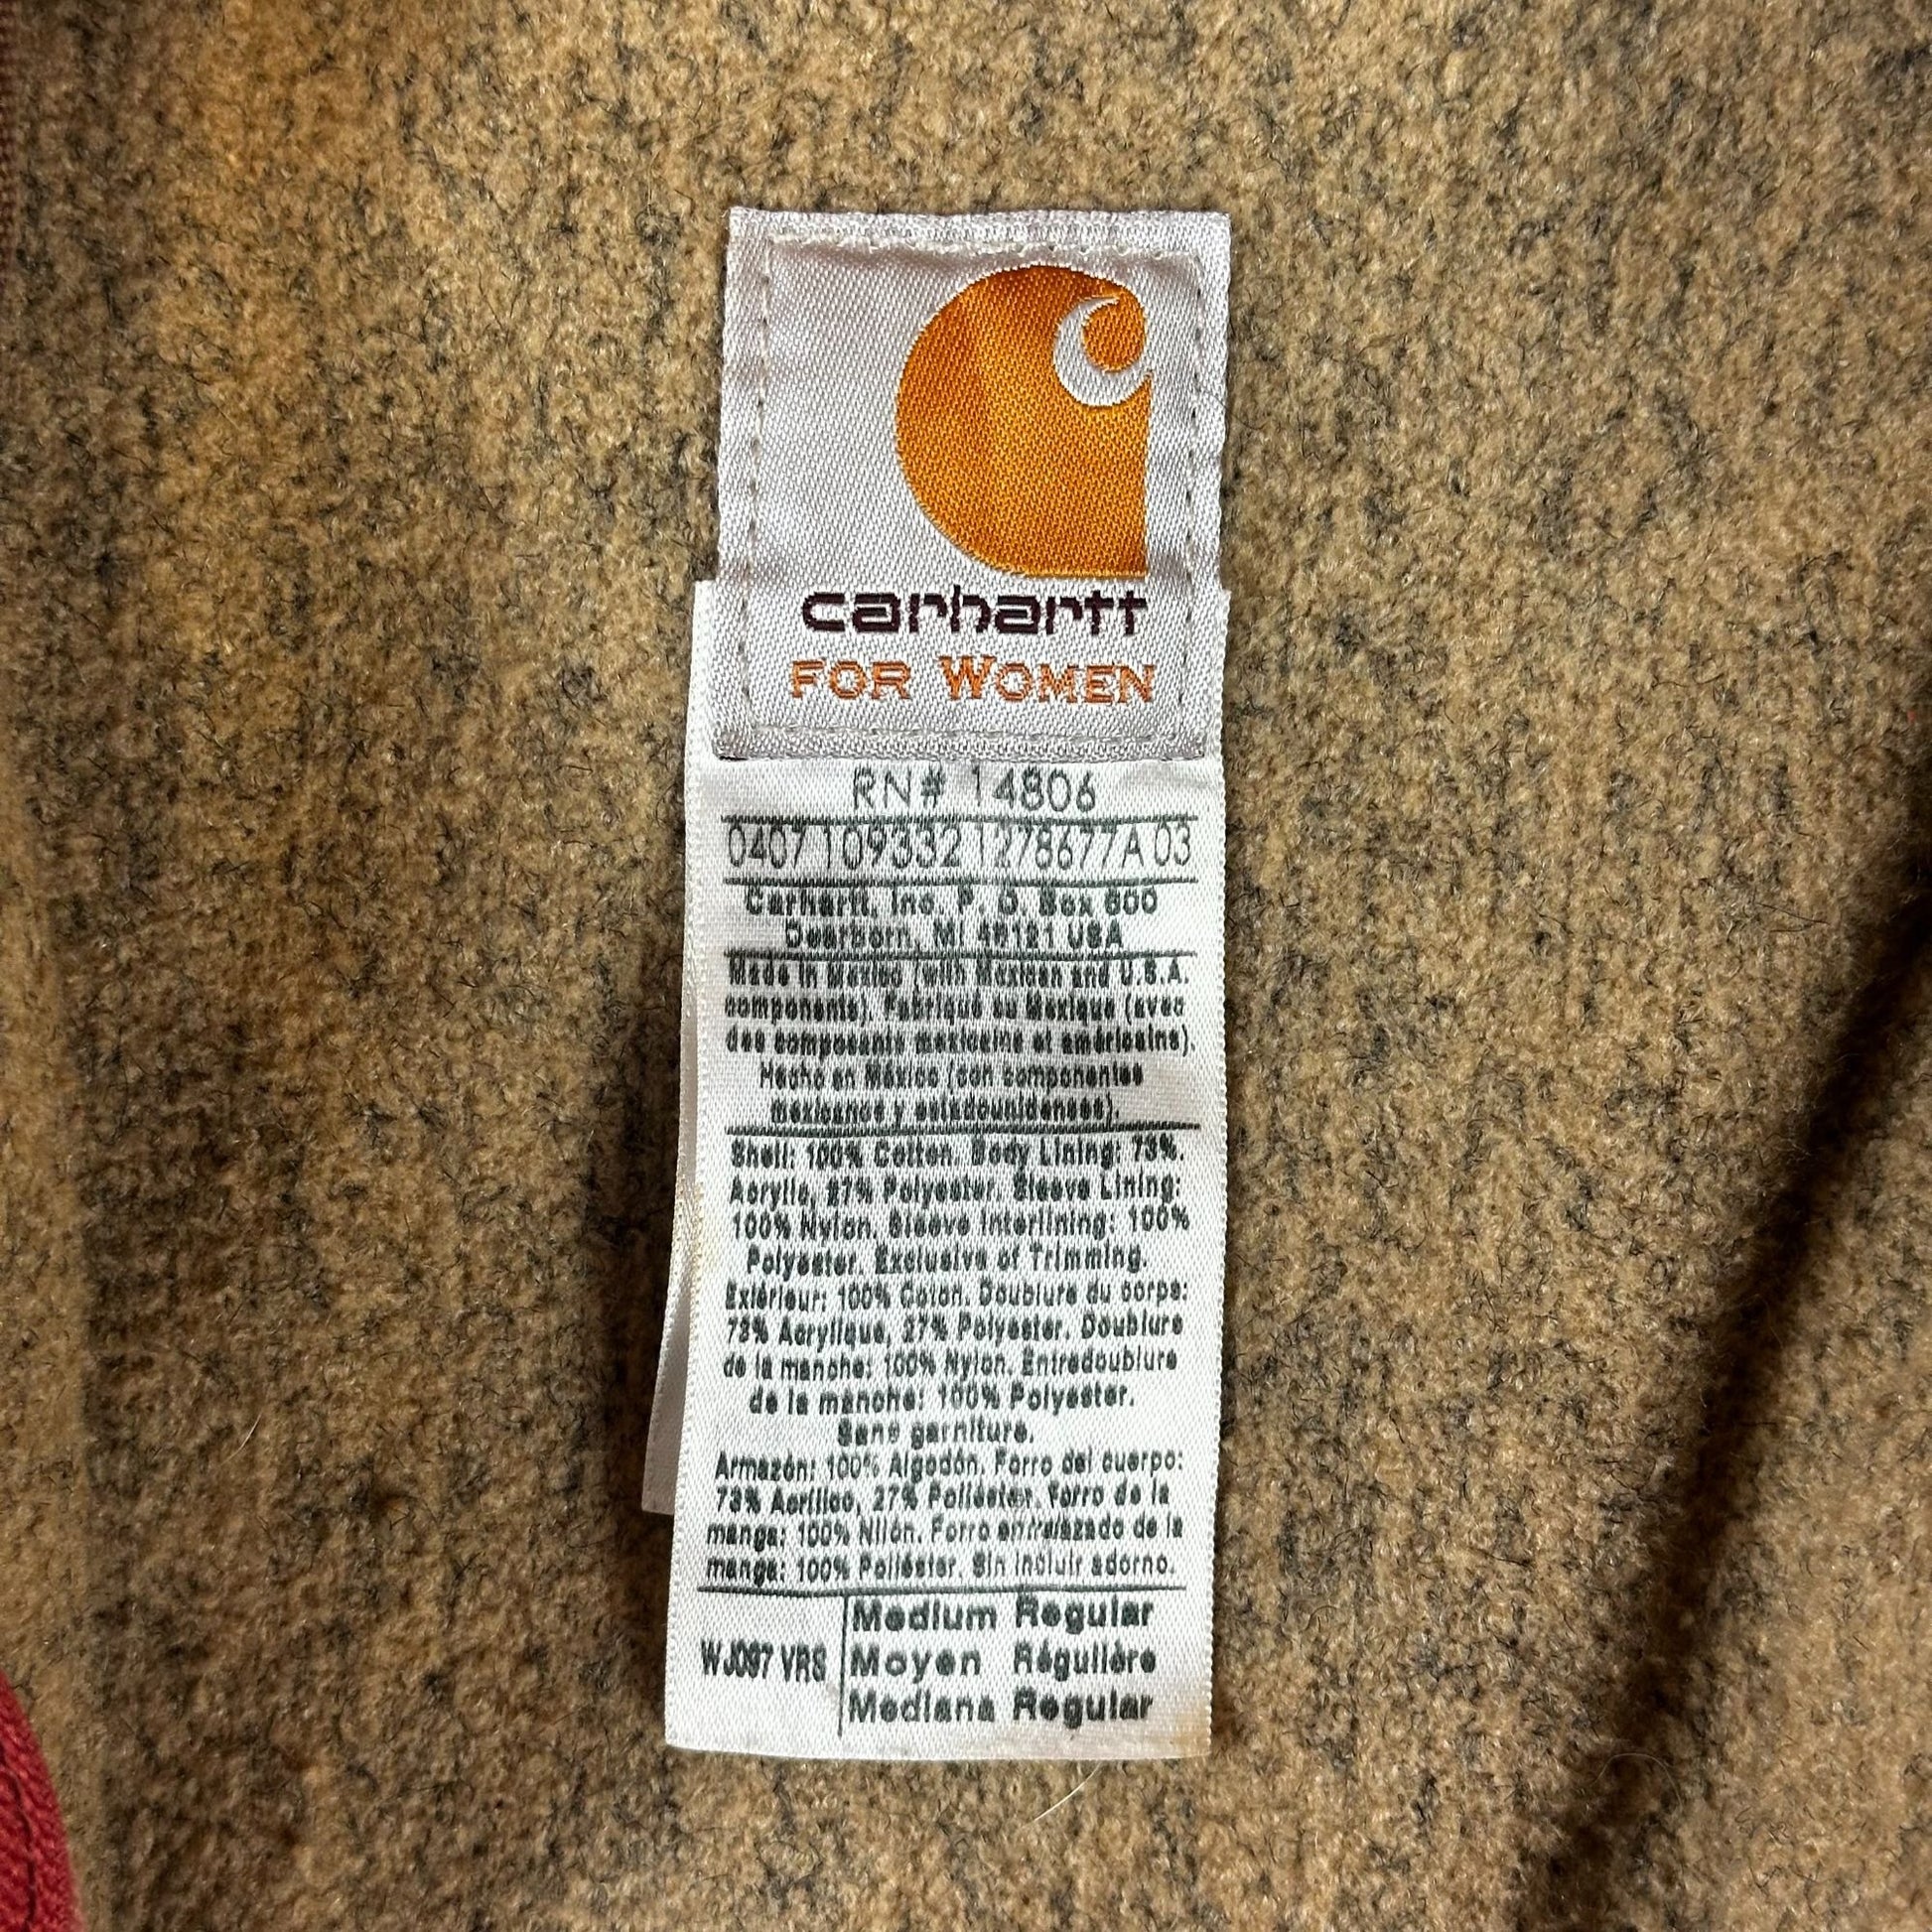 carhartt
FOR WOMEN
RN# 14806
0407 109332 1278677A 03
Carhartt, Inc. P. O. Box 600
Dearborn, MI 48121 USA
Made in Mexico (with Mexican and U.S.A.
components). Fabriqué au Mexique (avec
des composants mexicains et américains).
Hecho en México (con componentes
mexicanos y estadounidenses).
Shell: 100% Cotton. Body Lining: 73%.
Acrylic, 27% Polyester. Sleeve Lining:
100% Nylon. Sleeve Interlining: 100%
Polyester. Exclusive of Trimming.
Extérieur: 100% Coton. Doublure du corps:
73% Acrylique, 27% Polyester. Doublure
de la manche: 100% Nylon. Entredoublure
de la manche: 100% Polyester.
Sans garniture.
Armazón: 100% Algodón. Forro del cuerpo:
73% Acrílico, 27% Poliéster. Forro de la
manga: 100% Nilón. Forro entrelazado de la
manga: 100% Poliéster. Sin incluir adorno.
WJ097 VRS
Medium Regular
Moyen Régulière
Mediana Regular